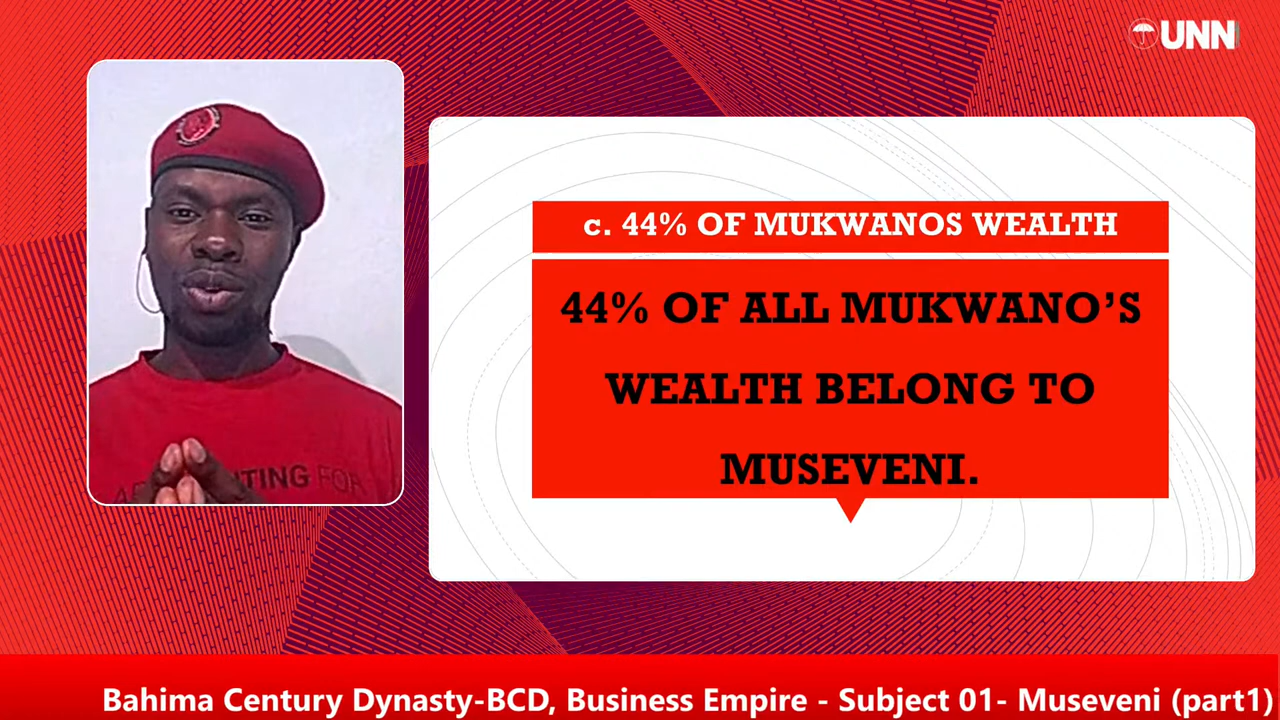 UNN
c. 44% OF MUKWANOS WEALTH
44% OF ALL MUKWANO’S
WEALTH BELONG TO
MUSEVENI.
FOR
Bahima Century Dynasty-BCD, Business Empire - Subject 01- Museveni (part1)